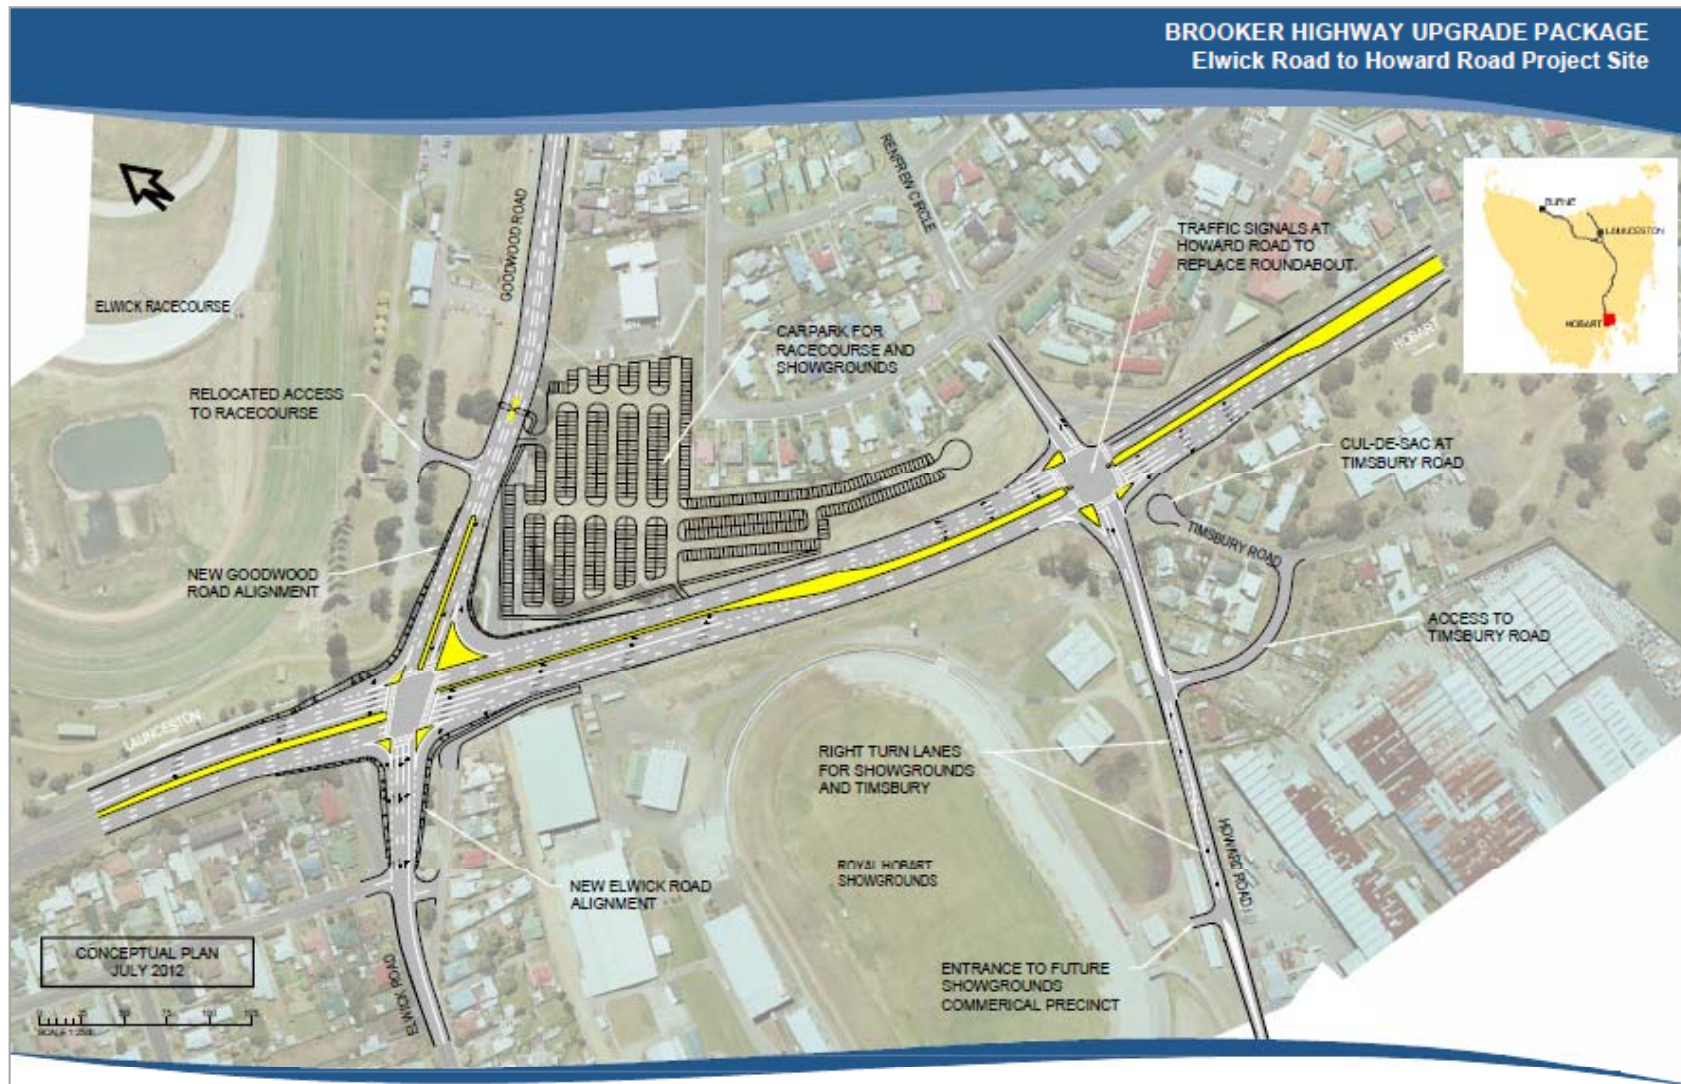 BROOKER HIGHWAY UPGRADE PACKAGE
Elwick Road to Howard Road Project Site
RENFREW CIRCLE
GOODWOOD ROAD
BURNIE
LAUNCESTON
HOBART
TRAFFIC SIGNALS AT
HOWARD ROAD TO
REPLACE ROUNDABOUT.
ELWICK RACECOURSE
CARPARK FOR
RACECOURSE AND
SHOWGROUNDS
HOBART
RELOCATED ACCESS
TO RACECOURSE
CUL-DE-SAC AT
TIMSBURY ROAD
TIMSBURY ROAD
NEW GOODWOOD
ROAD ALIGNMENT
ACCESS TO
TIMSBURY ROAD
LAUNCESTON
RIGHT TURN LANES
FOR SHOWGROUNDS
AND TIMSBURY
HOWARD ROAD
ROYAL HOBART
SHOWGROUNDS
NEW ELWICK ROAD
ALIGNMENT
CONCEPTUAL PLAN
JULY 2012
ELWICK ROAD
ENTRANCE TO FUTURE
SHOWGROUNDS
COMMERICAL PRECINCT